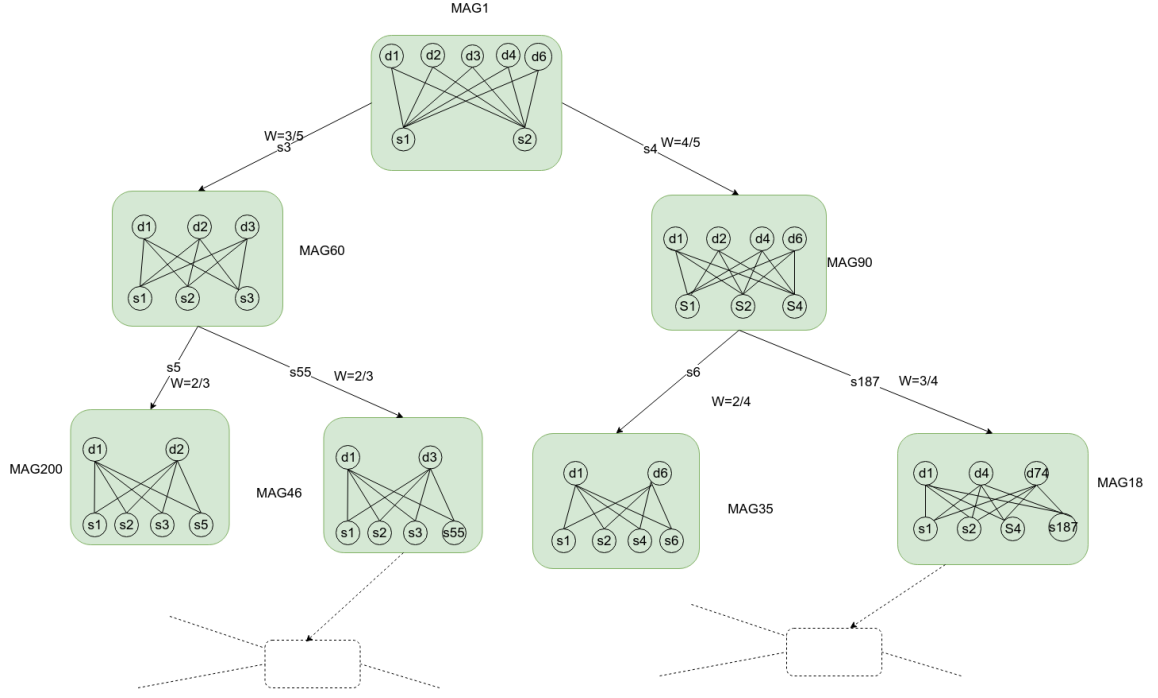 MAG1
d1 d2 d3 d4 d6
s1 s2
W=3/5
s3
s4 W=4/5
d1 d2 d3
MAG60
s1 s2 s3
d1 d2 d4 d6
MAG90
S1 S2 S4
s5
W=2/3
s55 W=2/3
s6
W=2/4
s187 W=3/4
d1 d2
MAG200
s1 s2 s3 s5
d1 d3
MAG46
s1 s2 s3 s55
d1 d6
MAG35
s1 s2 s4 s6
d1 d4 d74
MAG18
s1 s2 S4 s187